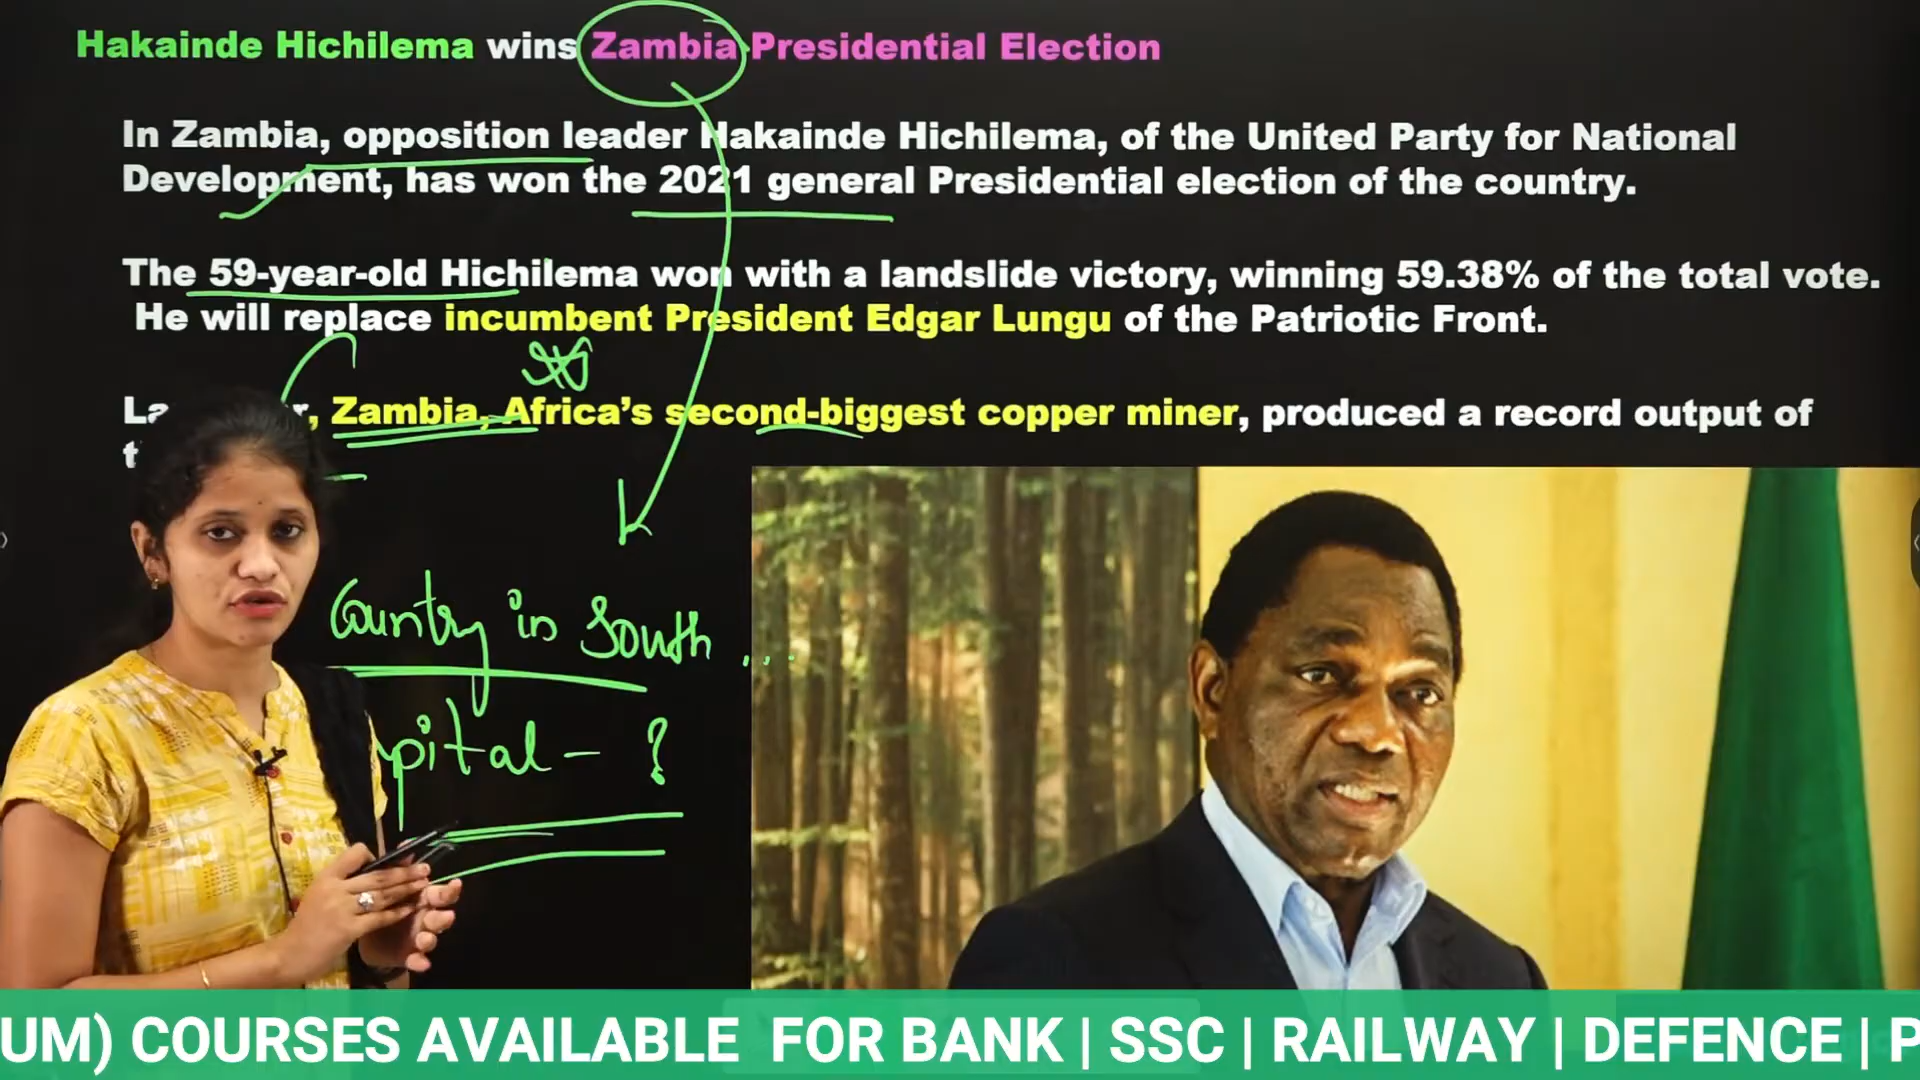 Hakainde Hichilema wins Zambia Presidential Election
In Zambia, opposition leader Hakainde Hichilema, of the United Party for National
Development, has won the 2021 general Presidential election of the country.
The 59-year-old Hichilema won with a landslide victory, winning 59.38% of the total vote.
He will replace incumbent President Edgar Lungu of the Patriotic Front.
Zambia, Africa’s second-biggest copper miner, produced a record output of
Country in South ...
pital - ?
UM) COURSES AVAILABLE FOR BANK | SSC | RAILWAY | DEFENCE | P